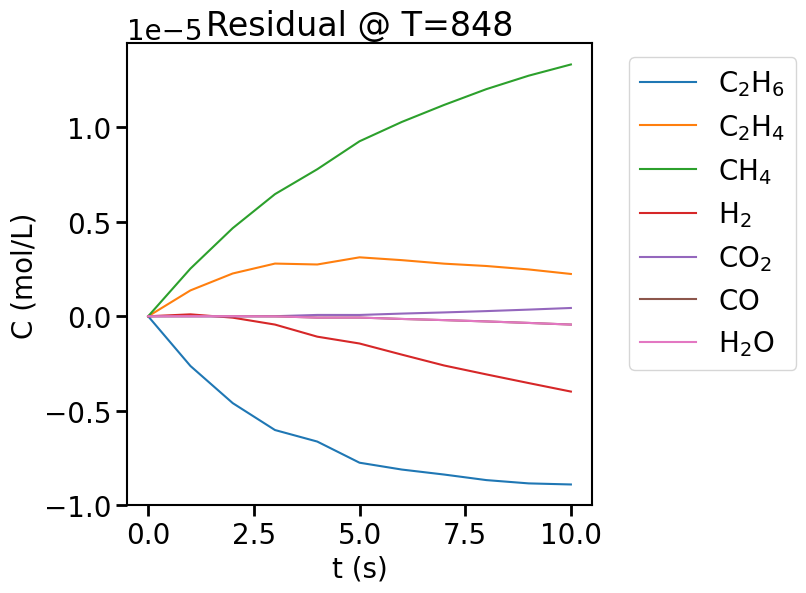 1e−5 Residual @ T=848
1.0
0.5
0.0
−0.5
−1.0
C (mol/L)
0.0 2.5 5.0 7.5 10.0
t (s)
C₂H₆
C₂H₄
CH₄
H₂
CO₂
CO
H₂O